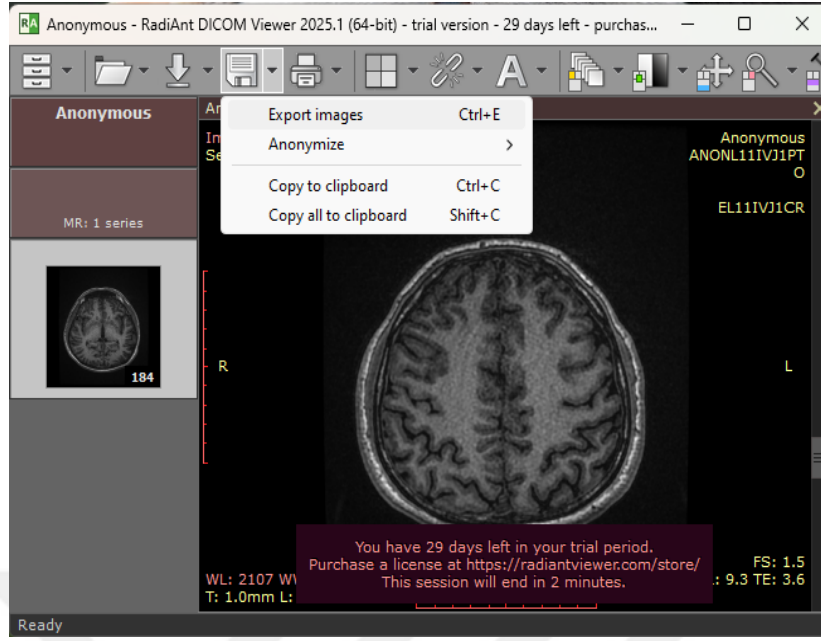 RA Anonymous - RadiAnt DICOM Viewer 2025.1 (64-bit) - trial version - 29 days left - purchas...
Anonymous
MR: 1 series
184
Export images Ctrl+E
Anonymize
Copy to clipboard Ctrl+C
Copy all to clipboard Shift+C
Anonymous
ANONL11IVJ1PT
O
EL11IVJ1CR
R
L
You have 29 days left in your trial period.
Purchase a license at https://radiantviewer.com/store/
This session will end in 2 minutes.
FS: 1.5
WL: 2107
: 9.3 TE: 3.6
T: 1.0mm L:
Ready